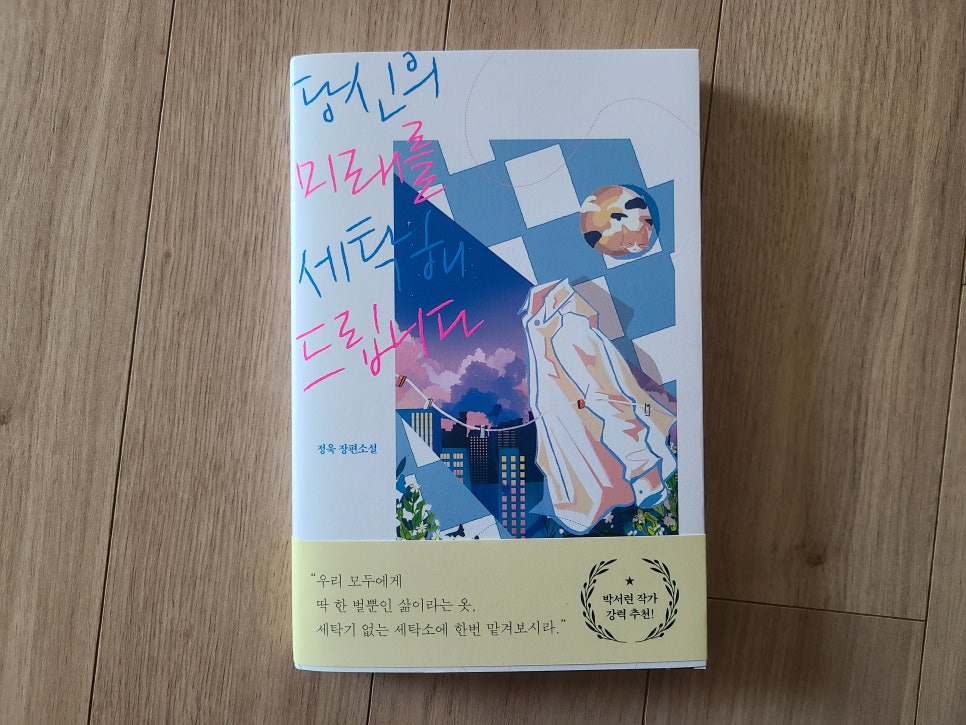 당신의
미래를
세탁해
드립니다
정욱 장편소설
“우리 모두에게
딱 한 벌뿐인 삶이라는 옷,
세탁기 없는 세탁소에 한번 맡겨보시라.”
박서련 작가
강력 추천!